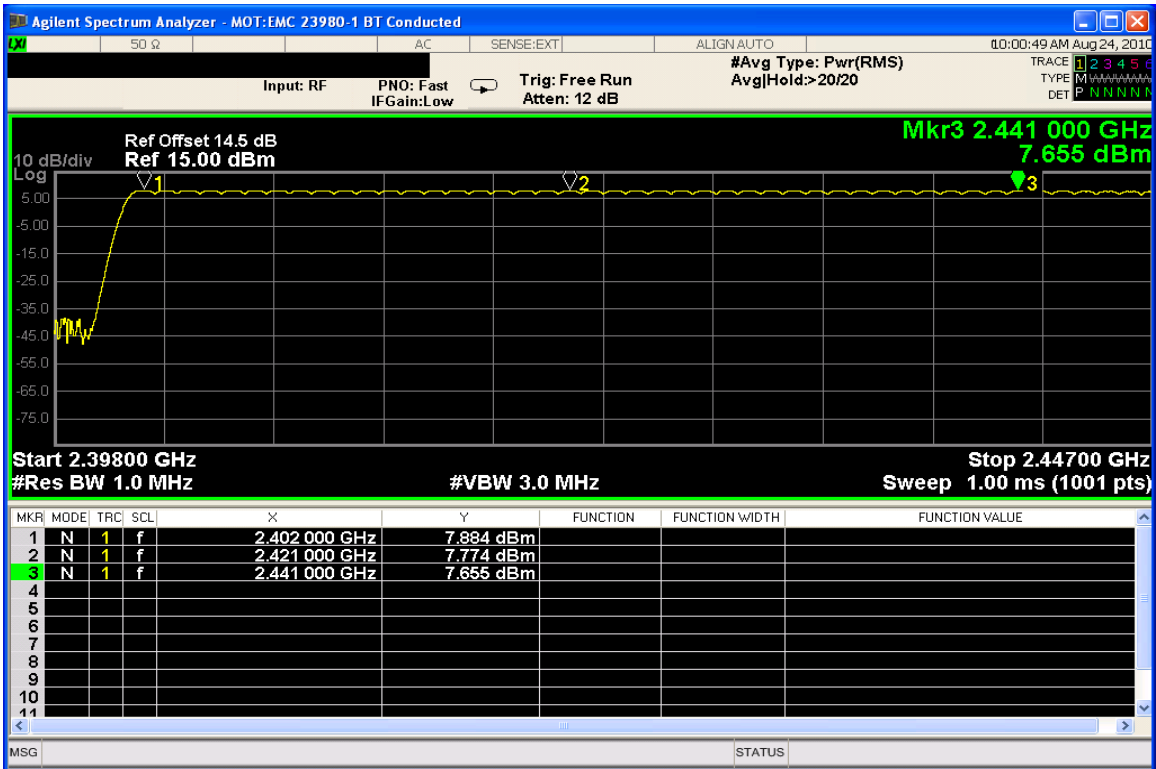 Agilent Spectrum Analyzer - MOT:EMC 23980-1 BT Conducted
LXI 50 Ω AC SENSE:EXT ALIGN AUTO 10:00:49 AM Aug 24, 2010
#Avg Type: Pwr(RMS) TRACE 1 2 3 4 5 6
Input: RF PNO: Fast Trig: Free Run Avg|Hold:>20/20 TYPE M
IFGain:Low Atten: 12 dB DET P N N N N N
Mkr3 2.441 000 GHz
Ref Offset 14.5 dB
10 dB/div Ref 15.00 dBm 7.655 dBm
Log
1 2 3
5.00
-5.00
-15.0
-25.0
-35.0
-45.0
-55.0
-65.0
-75.0
Start 2.39800 GHz Stop 2.44700 GHz
#Res BW 1.0 MHz #VBW 3.0 MHz Sweep 1.00 ms (1001 pts)
MKR MODE TRC SCL X Y FUNCTION FUNCTION WIDTH FUNCTION VALUE
1 N 1 f 2.402 000 GHz 7.884 dBm
2 N 1 f 2.421 000 GHz 7.774 dBm
3 N 1 f 2.441 000 GHz 7.655 dBm
4
5
6
7
8
9
10
11
MSG STATUS